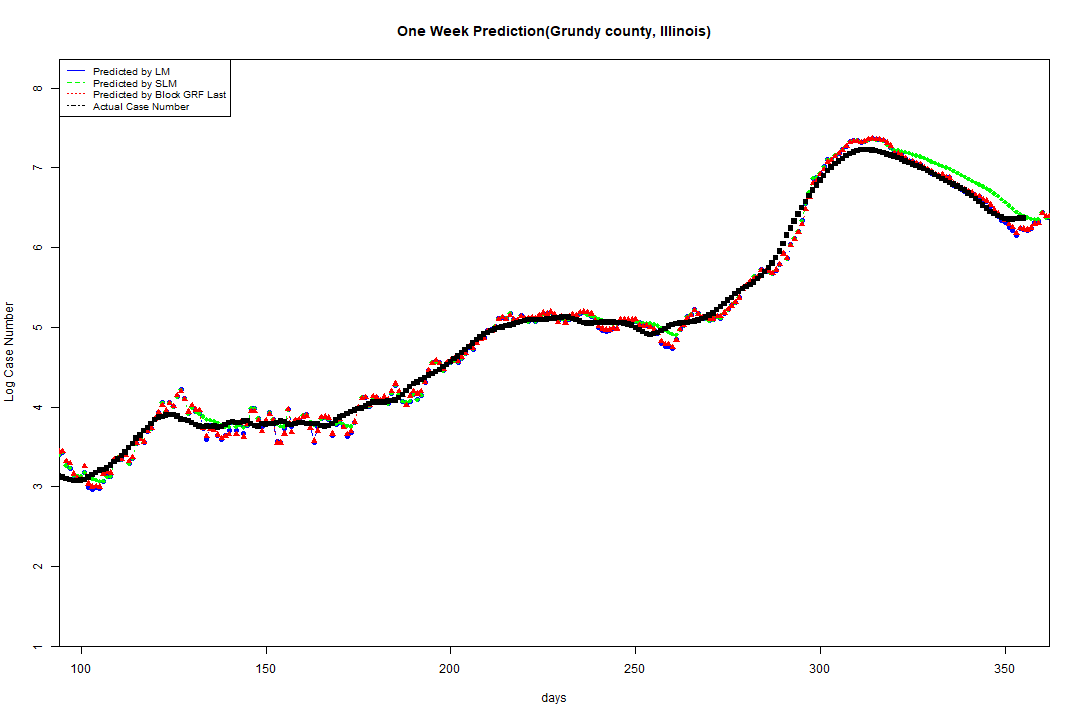 One Week Prediction(Grundy county, Illinois)
Predicted by LM
Predicted by SLM
Predicted by Block GRF Last
Actual Case Number
Log Case Number
8
7
6
5
4
3
2
1
100 150 200 250 300 350
days